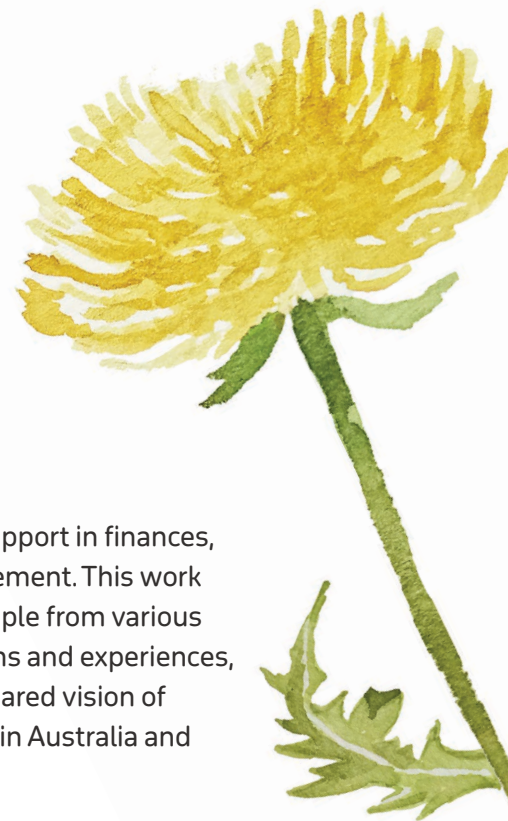 pport in finances,
ement. This work
ple from various
ns and experiences,
ared vision of
in Australia and